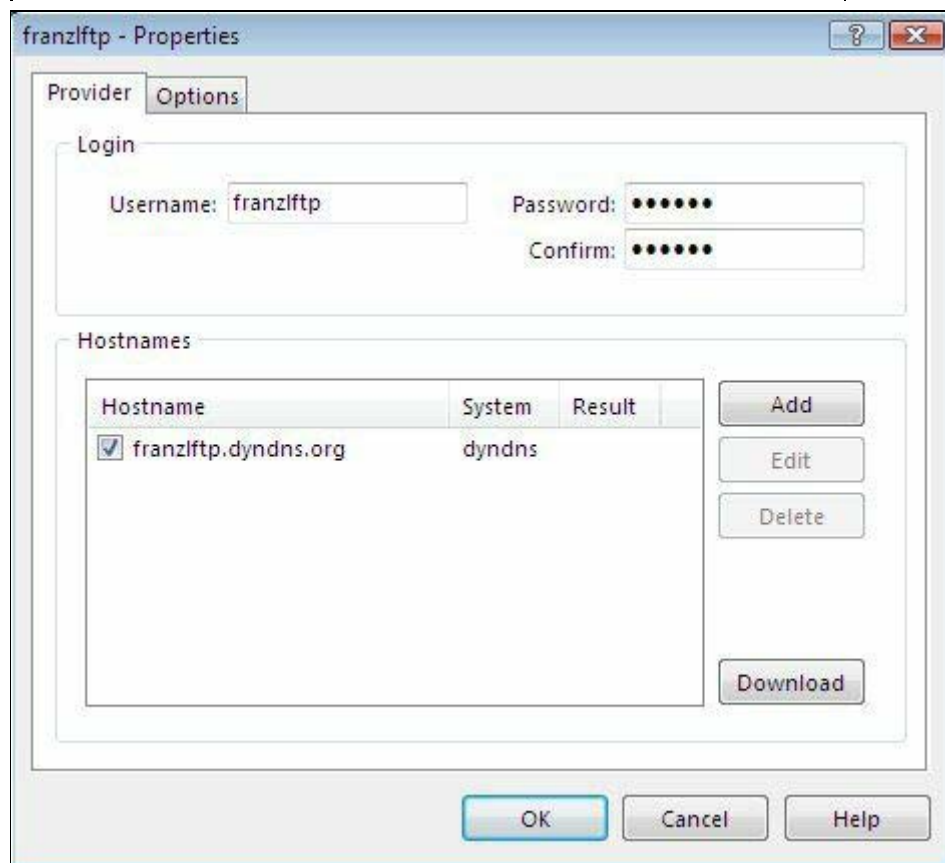 franzlftp - Properties
Provider Options
Login
Username: franzlftp Password: ••••••
Confirm: ••••••
Hostnames
Hostname System Result
franzlftp.dyndns.org dyndns
Add
Edit
Delete
Download
OK Cancel Help